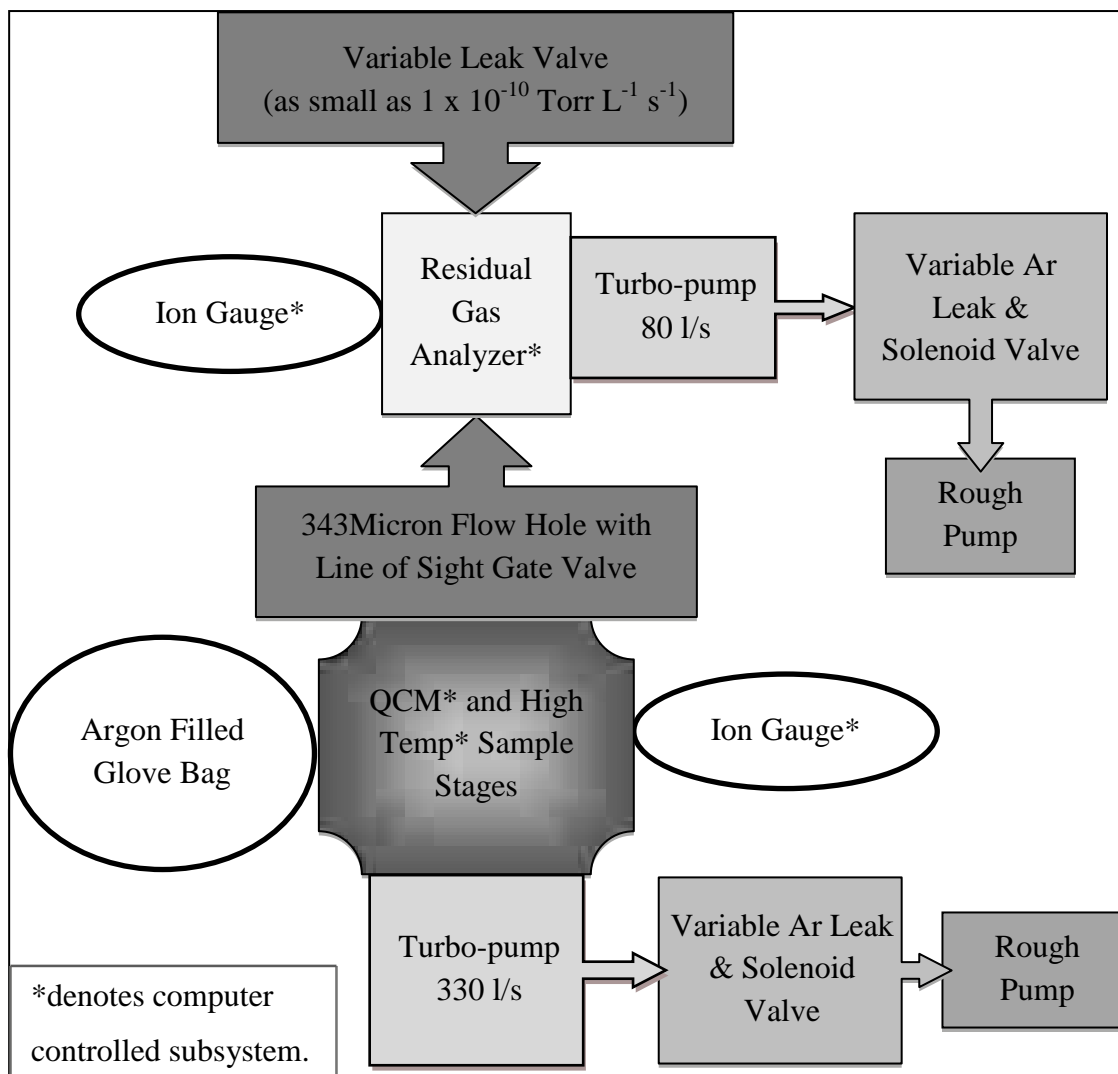 Variable Leak Valve
(as small as 1 x 10⁻¹⁰ Torr L⁻¹ s⁻¹)
Ion Gauge*
Residual
Gas
Analyzer*
Turbo-pump
80 l/s
Variable Ar
Leak &
Solenoid Valve
Rough
Pump
343Micron Flow Hole with
Line of Sight Gate Valve
Argon Filled
Glove Bag
QCM* and High
Temp* Sample
Stages
Ion Gauge*
Turbo-pump
330 l/s
Variable Ar Leak
& Solenoid
Valve
Rough
Pump
*denotes computer
controlled subsystem.